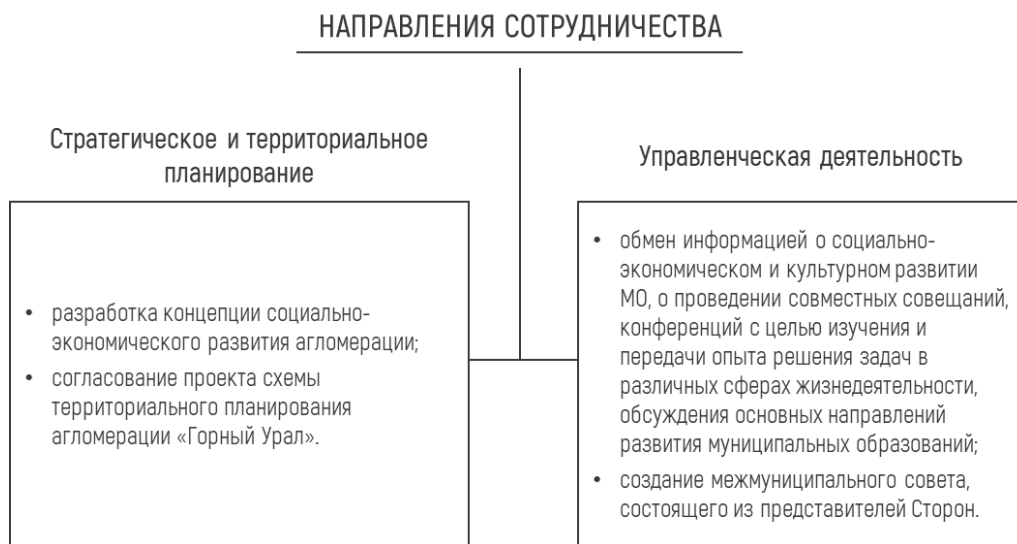 НАПРАВЛЕНИЯ СОТРУДНИЧЕСТВА
Стратегическое и территориальное
планирование
• разработка концепции социально-
экономического развития агломерации;
• согласование проекта схемы
территориального планирования
агломерации «Горный Урал».
Управленческая деятельность
• обмен информацией о социально-
экономическом и культурном развитии
МО, о проведении совместных совещаний,
конференций с целью изучения и
передачи опыта решения задач в
различных сферах жизнедеятельности,
обсуждения основных направлений
развития муниципальных образований;
• создание межмуниципального совета,
состоящего из представителей Сторон.